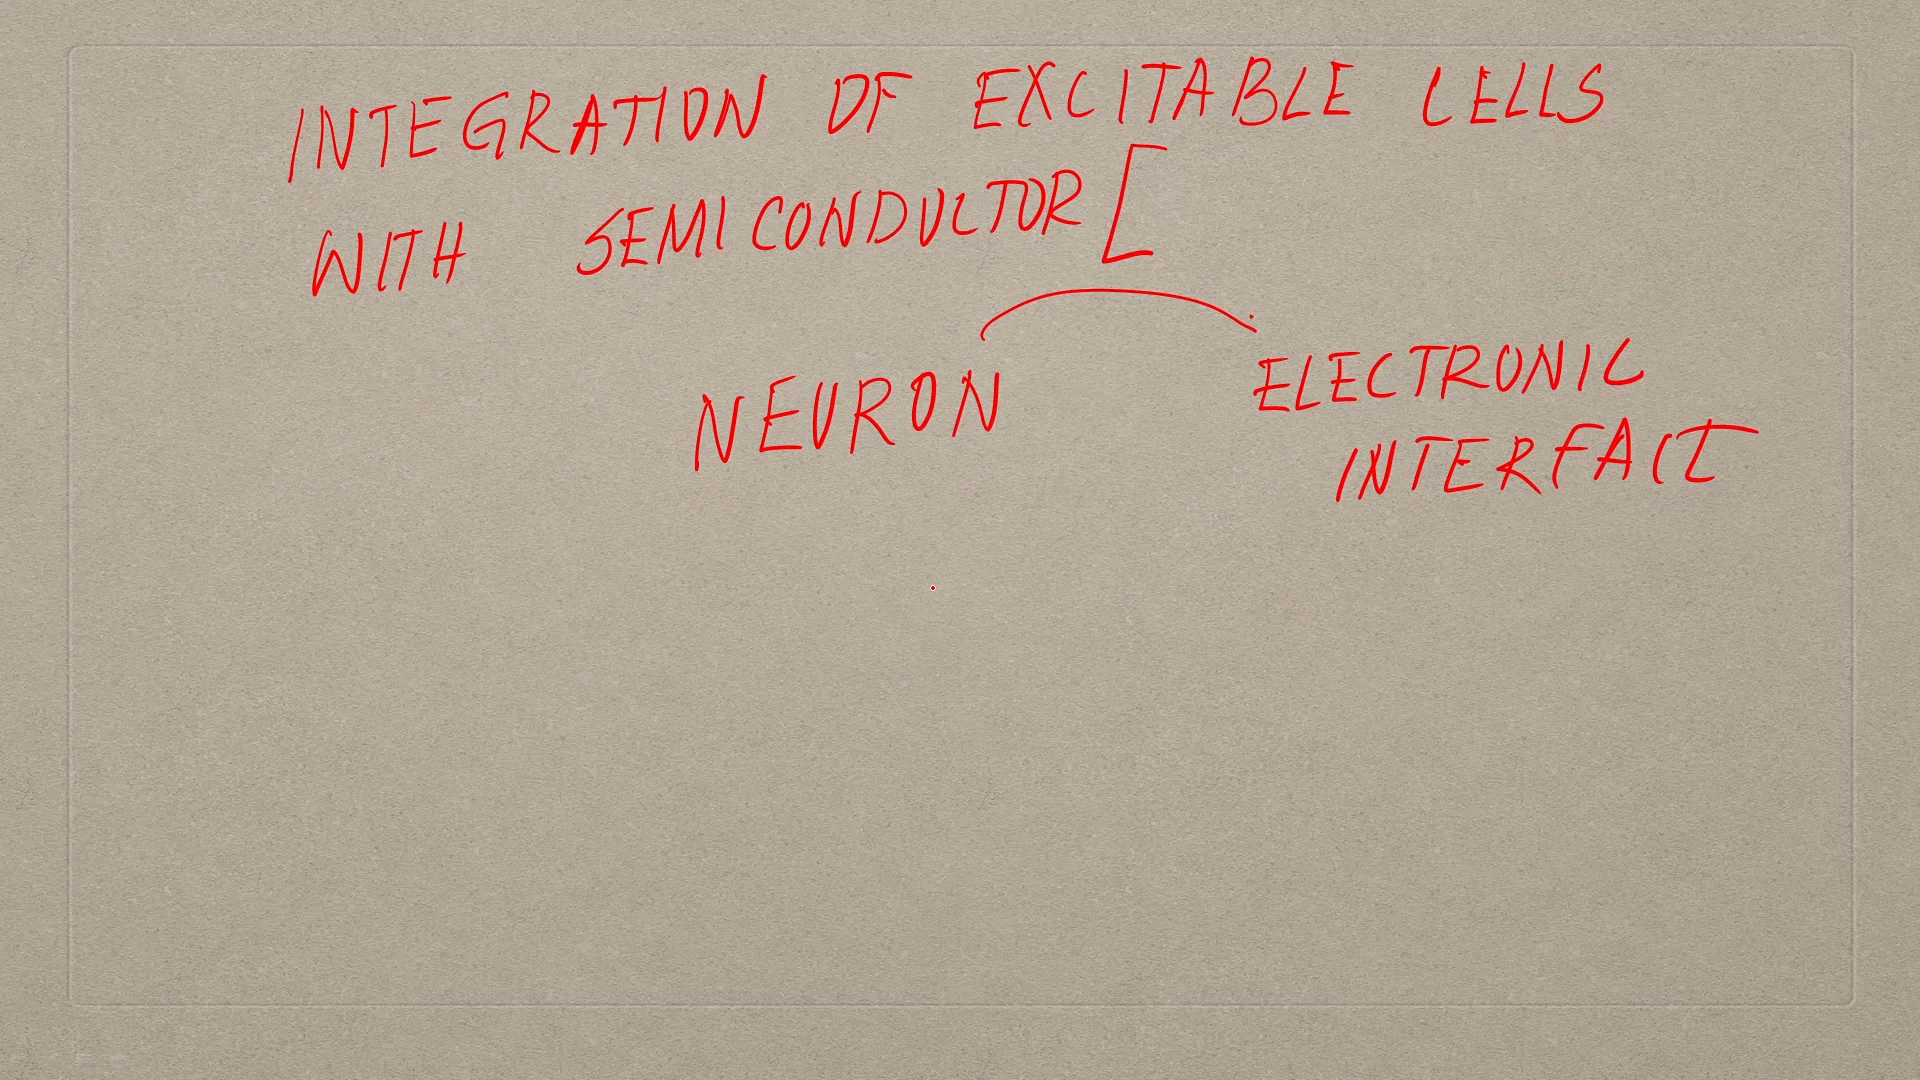 INTEGRATION OF EXCITABLE CELLS
WITH SEMICONDUCTOR [
NEURON
ELECTRONIC
INTERFACE